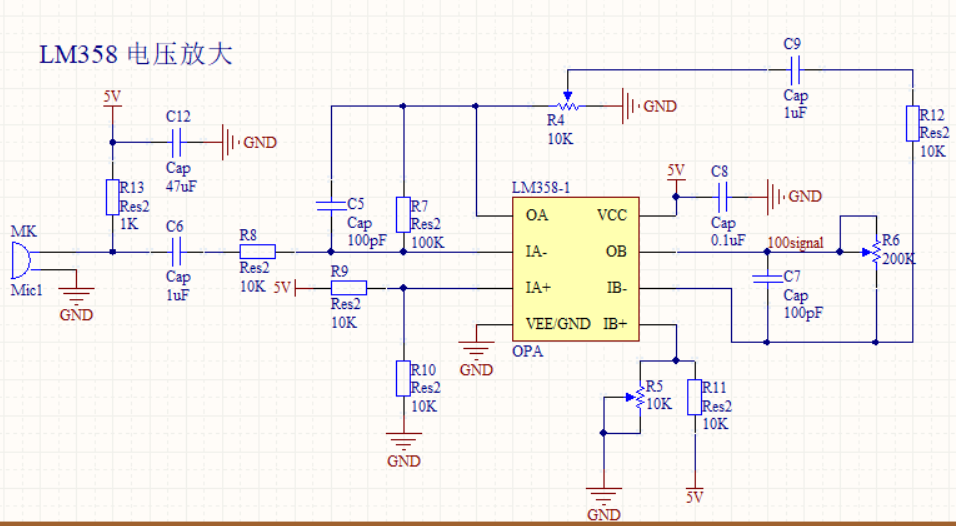 LM358 电压放大
C9
Cap
1uF
5V
C12
GND
Cap
47uF
R4
10K
GND
R12
Res2
10K
R13
Res2
1K
C5
Cap
100pF
R7
Res2
100K
LM358-1
OA
VCC
IA-
OB
IA+
IB-
VEE/GND
IB+
OPA
5V
C8
GND
Cap
0.1uF
100signal
R6
200K
C7
Cap
100pF
MK
Mic1
GND
C6
Cap
1uF
R8
Res2
10K
5V
R9
Res2
10K
GND
R10
Res2
10K
GND
R5
10K
R11
Res2
10K
GND
5V